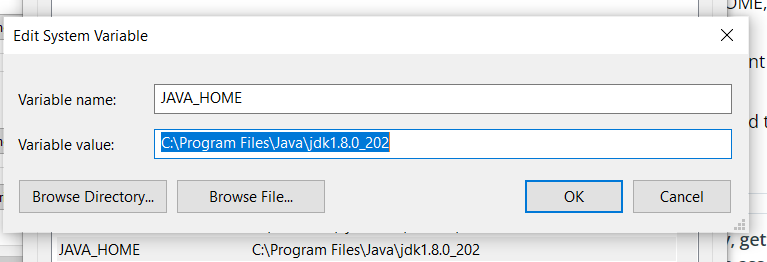 OME,
Edit System Variable
nt
Variable name: JAVA_HOME
d t
Variable value: C:\Program Files\Java\jdk1.8.0_202
Browse Directory... Browse File... OK Cancel
, get
JAVA_HOME C:\Program Files\Java\jdk1.8.0_202